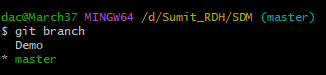 dac@March37 MINGW64 /d/Sumit_RDH/SDM (master)
$ git branch
  Demo
* master